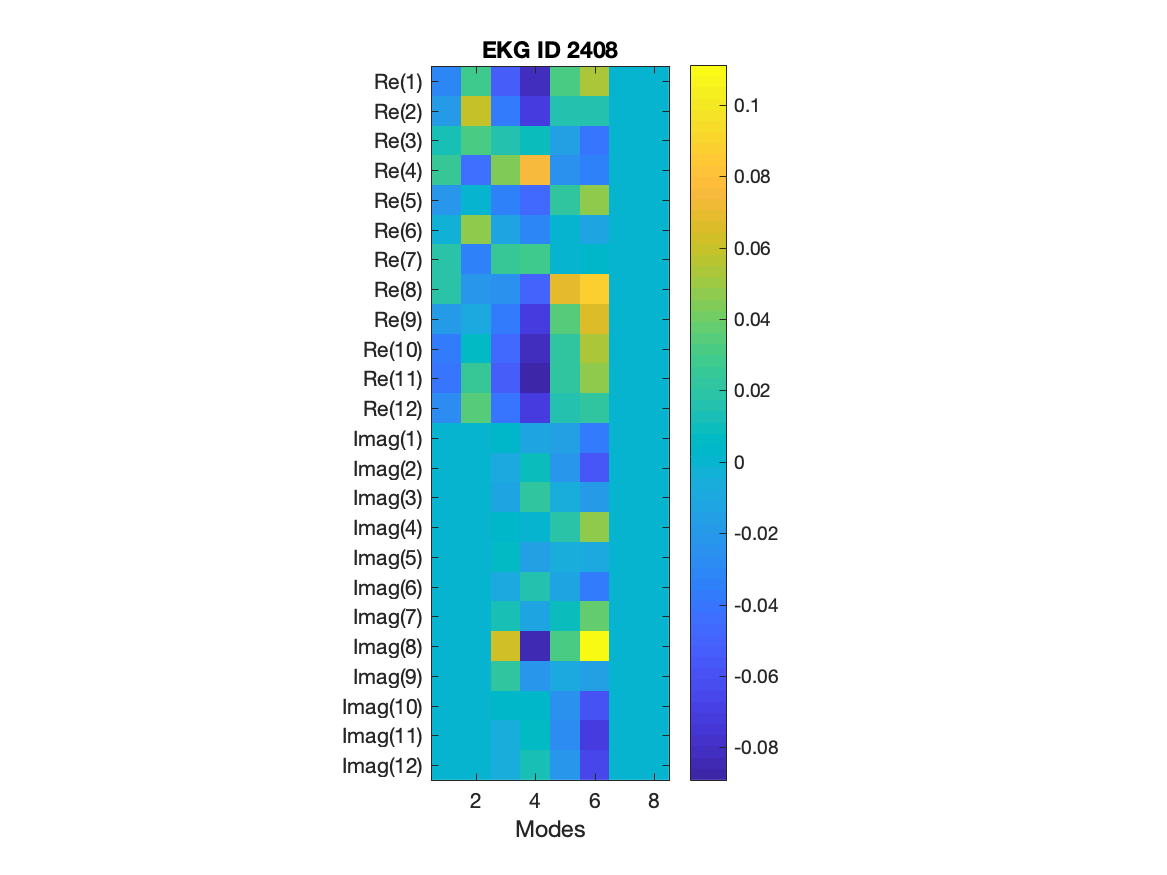 EKG ID 2408
Re(1)
Re(2)
Re(3)
Re(4)
Re(5)
Re(6)
Re(7)
Re(8)
Re(9)
Re(10)
Re(11)
Re(12)
Imag(1)
Imag(2)
Imag(3)
Imag(4)
Imag(5)
Imag(6)
Imag(7)
Imag(8)
Imag(9)
Imag(10)
Imag(11)
Imag(12)
2 4 6 8
Modes
0.1
0.08
0.06
0.04
0.02
0
-0.02
-0.04
-0.06
-0.08